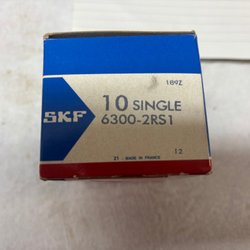 189Z
SKF
10 SINGLE
6300-2RS1
21 - MADE IN FRANCE
12